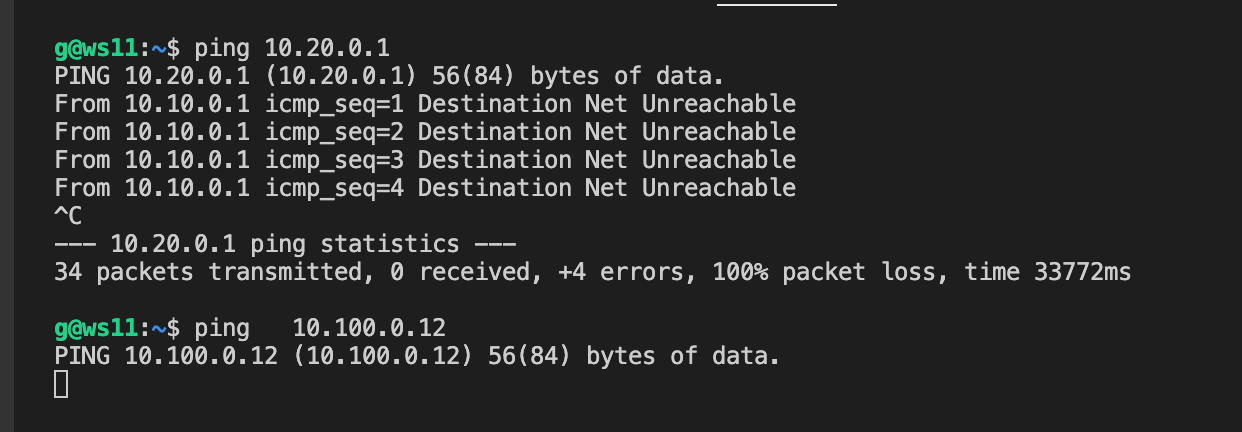 g@ws11:~$ ping 10.20.0.1
PING 10.20.0.1 (10.20.0.1) 56(84) bytes of data.
From 10.10.0.1 icmp_seq=1 Destination Net Unreachable
From 10.10.0.1 icmp_seq=2 Destination Net Unreachable
From 10.10.0.1 icmp_seq=3 Destination Net Unreachable
From 10.10.0.1 icmp_seq=4 Destination Net Unreachable
^C
--- 10.20.0.1 ping statistics ---
34 packets transmitted, 0 received, +4 errors, 100% packet loss, time 33772ms
g@ws11:~$ ping   10.100.0.12
PING 10.100.0.12 (10.100.0.12) 56(84) bytes of data.